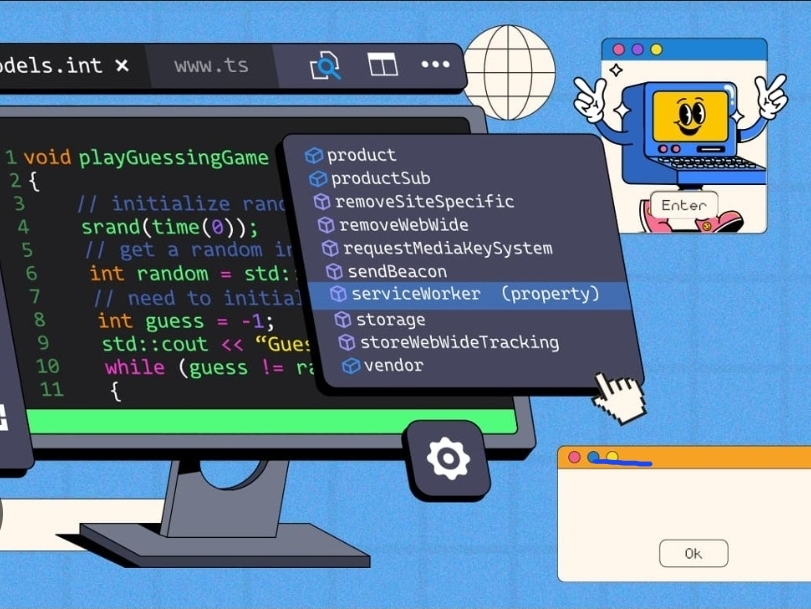 odels.int ×
www.ts
1 void playGuessingGame
2 {
3 // initialize ran
4 srand(time(0));
5 // get a random in
6 int random = std:
7 // need to initial
8 int guess = -1;
9 std::cout << “Gues
10 while (guess != ra
11 {
product
productSub
removeSiteSpecific
removeWebWide
requestMediaKeySystem
sendBeacon
serviceWorker (property)
storage
storeWebWideTracking
vendor
Enter
Ok